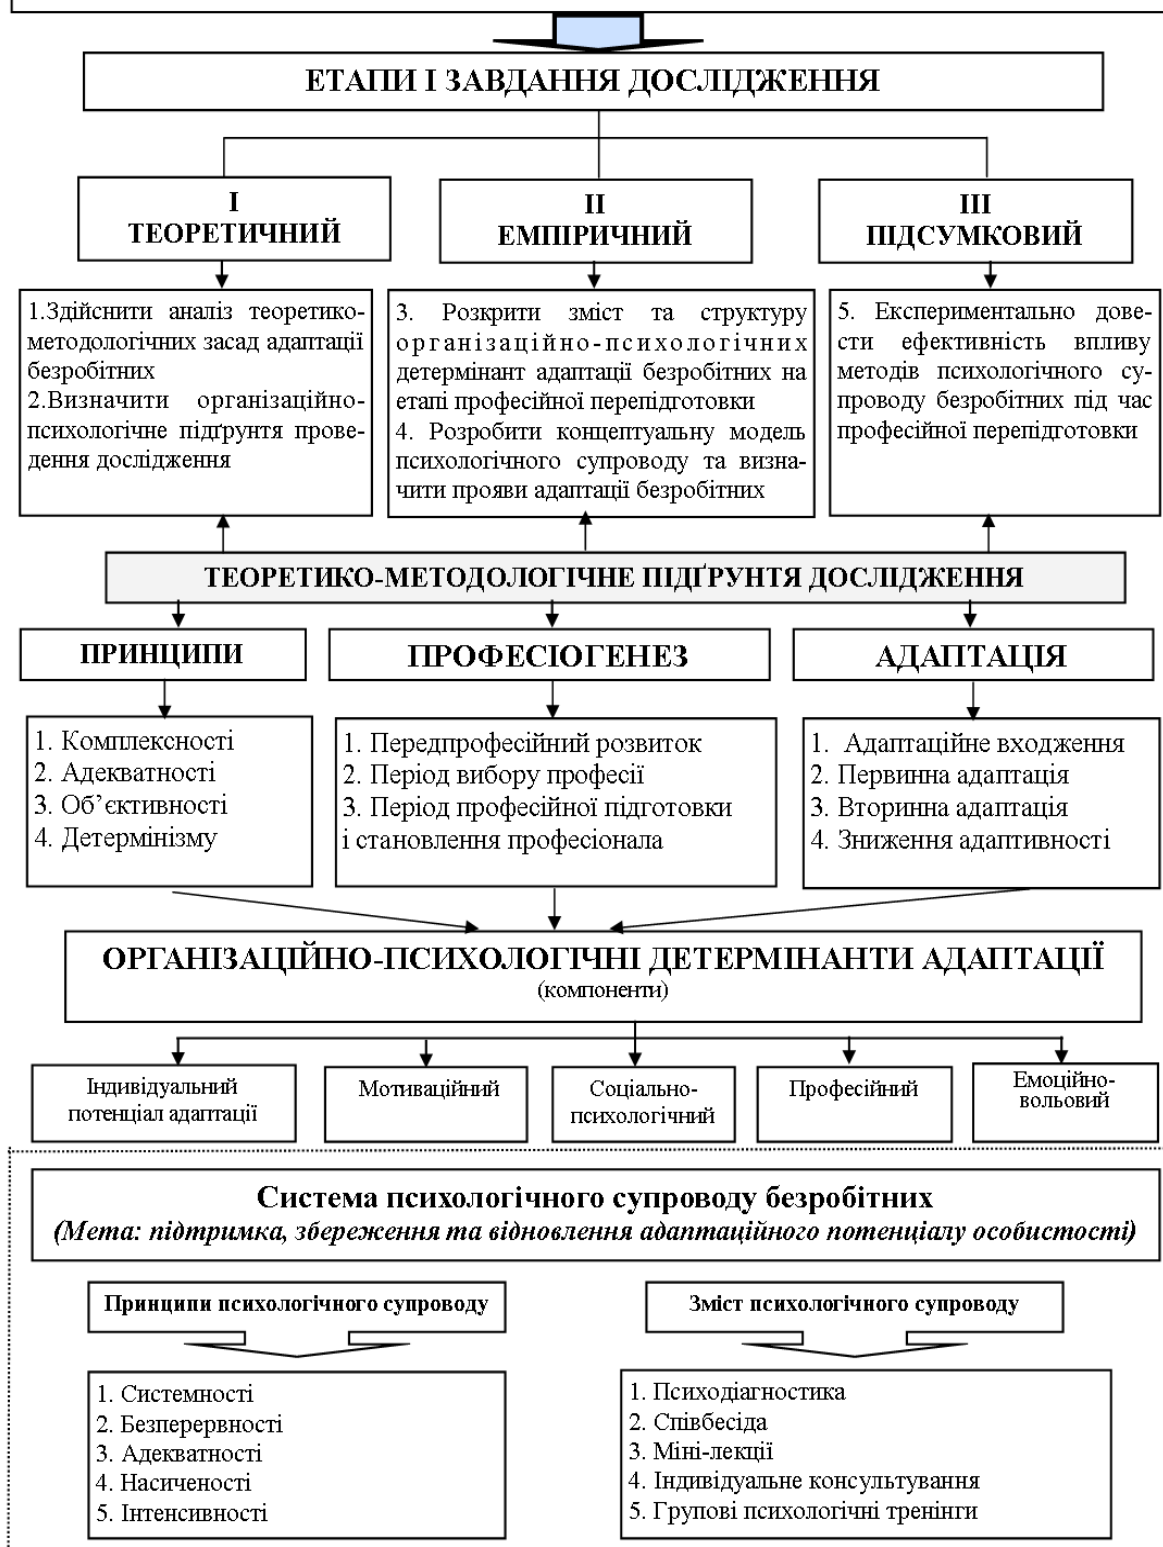 ЕТАПИ І ЗАВДАННЯ ДОСЛІДЖЕННЯ
І
ТЕОРЕТИЧНИЙ
ІІ
ЕМПІРИЧНИЙ
ІІІ
ПІДСУМКОВИЙ
1.Здійснити аналіз теоретико-
методологічних засад адаптації
безробітних
2.Визначити організаційно-
психологічне підґрунтя прове-
дення дослідження
3. Розкрити зміст та структуру
організаційно-психологічних
детермінант адаптації безробітних на
етапі професійної перепідготовки
4. Розробити концептуальну модель
психологічного супроводу та визна-
чити прояви адаптації безробітних
5. Експериментально дове-
сти ефективність впливу
методів психологічного су-
проводу безробітних під час
професійної перепідготовки
ТЕОРЕТИКО-МЕТОДОЛОГІЧНЕ ПІДҐРУНТЯ ДОСЛІДЖЕННЯ
ПРИНЦИПИ
ПРОФЕСІОГЕНЕЗ
АДАПТАЦІЯ
1. Комплексності
2. Адекватності
3. Об’єктивності
4. Детермінізму
1. Передпрофесійний розвиток
2. Період вибору професії
3. Період професійної підготовки
і становлення професіонала
1. Адаптаційне входження
2. Первинна адаптація
3. Вторинна адаптація
4. Зниження адаптивності
ОРГАНІЗАЦІЙНО-ПСИХОЛОГІЧНІ ДЕТЕРМІНАНТИ АДАПТАЦІЇ
(компоненти)
Індивідуальний
потенціал адаптації
Мотиваційний
Соціально-
психологічний
Професійний
Емоційно-
вольовий
Система психологічного супроводу безробітних
(Мета: підтримка, збереження та відновлення адаптаційного потенціалу особистості)
Принципи психологічного супроводу
Зміст психологічного супроводу
1. Системності
2. Безперервності
3. Адекватності
4. Насиченості
5. Інтенсивності
1. Психодіагностика
2. Співбесіда
3. Міні-лекції
4. Індивідуальне консультування
5. Групові психологічні тренінги